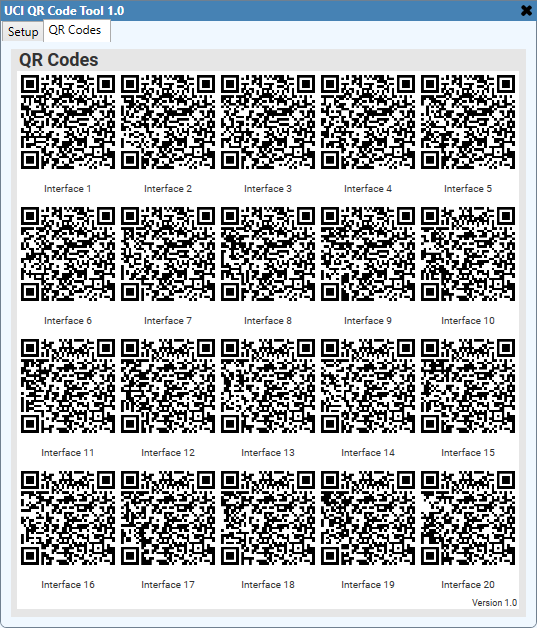 UCI QR Code Tool 1.0
Setup QR Codes
QR Codes
Interface 1 Interface 2 Interface 3 Interface 4 Interface 5
Interface 6 Interface 7 Interface 8 Interface 9 Interface 10
Interface 11 Interface 12 Interface 13 Interface 14 Interface 15
Interface 16 Interface 17 Interface 18 Interface 19 Interface 20
Version 1.0